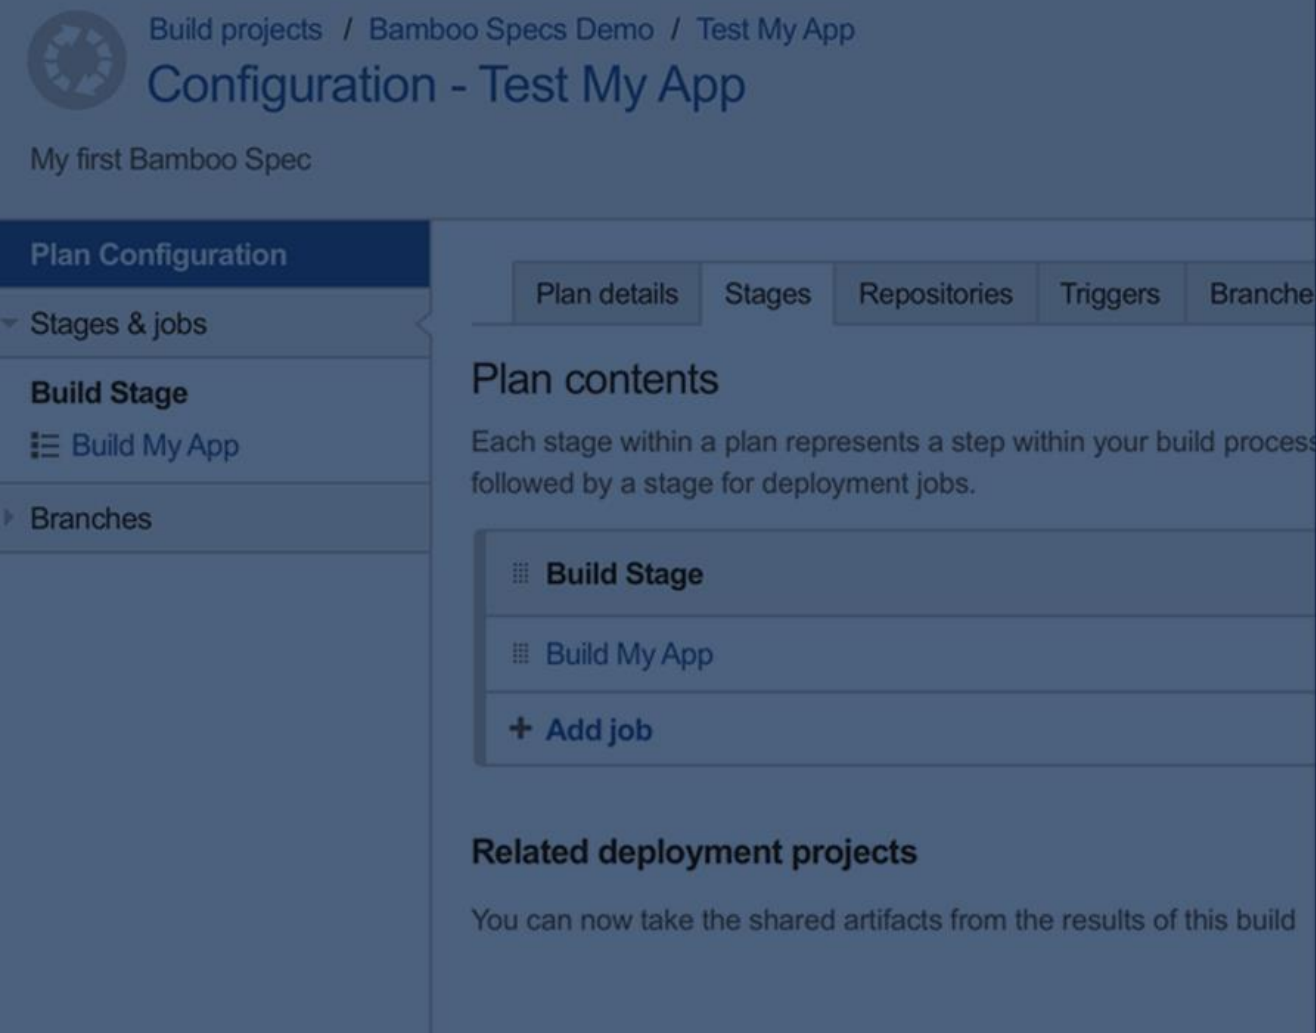 Build projects / Bamboo Specs Demo / Test My App
Configuration - Test My App
My first Bamboo Spec
Plan Configuration
Stages & jobs
Build Stage
Build My App
Branches
Plan details Stages Repositories Triggers Branche
Plan contents
Each stage within a plan represents a step within your build process
followed by a stage for deployment jobs.
Build Stage
Build My App
+ Add job
Related deployment projects
You can now take the shared artifacts from the results of this build